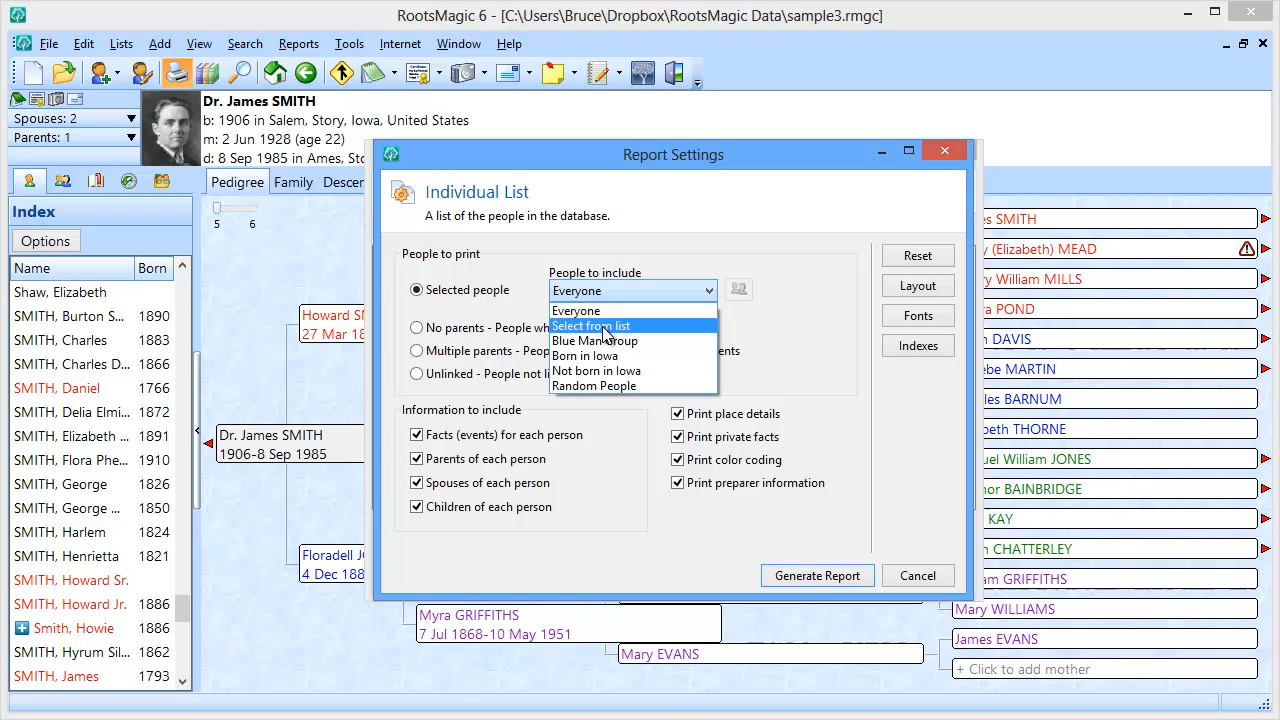 RootsMagic 6 - [C:\Users\Bruce\Dropbox\RootsMagic Data\sample3.rmgc]
File Edit Lists Add View Search Reports Tools Internet Window Help
Dr. James SMITH
Spouses: 2
b: 1906 in Salem, Story, Iowa, United States
Parents: 1
m: 2 Jun 1928 (age 22)
d: 8 Sep 1985 in Ames, Sto
Pedigree Family Descen
5 6
Index
Options
Name Born
Shaw, Elizabeth
SMITH, Burton S... 1890
SMITH, Charles 1883
SMITH, Charles D... 1864
SMITH, Daniel 1766
SMITH, Delia Elmi... 1872
SMITH, Elizabeth ... 1891
SMITH, Flora Phe... 1910
SMITH, George 1826
SMITH, George ... 1850
SMITH, Harlem 1824
SMITH, Henrietta 1821
SMITH, Howard Sr.
SMITH, Howard Jr. 1886
Smith, Howie 1886
SMITH, Hyrum Sil... 1862
SMITH, James 1793
Howard S
27 Mar 18
Dr. James SMITH
1906-8 Sep 1985
Floradell JO
4 Dec 188
Myra GRIFFITHS
7 Jul 1868-10 May 1951
Mary EVANS
Report Settings
Individual List
A list of the people in the database.
People to print
People to include
Selected people
Everyone
Everyone
Select from list
Blue Man Group
Born in Iowa
Not born in Iowa
Random People
No parents - People wh
Multiple parents - Peop
ents
Unlinked - People not li
Information to include
Facts (events) for each person
Parents of each person
Spouses of each person
Children of each person
Print place details
Print private facts
Print color coding
Print preparer information
Reset
Layout
Fonts
Indexes
Generate Report
Cancel
es SMITH
y (Elizabeth) MEAD
ry William MILLS
ra POND
n DAVIS
ebe MARTIN
les BARNUM
beth THORNE
uel William JONES
nor BAINBRIDGE
KAY
n CHATTERLEY
am GRIFFITHS
Mary WILLIAMS
James EVANS
+ Click to add mother